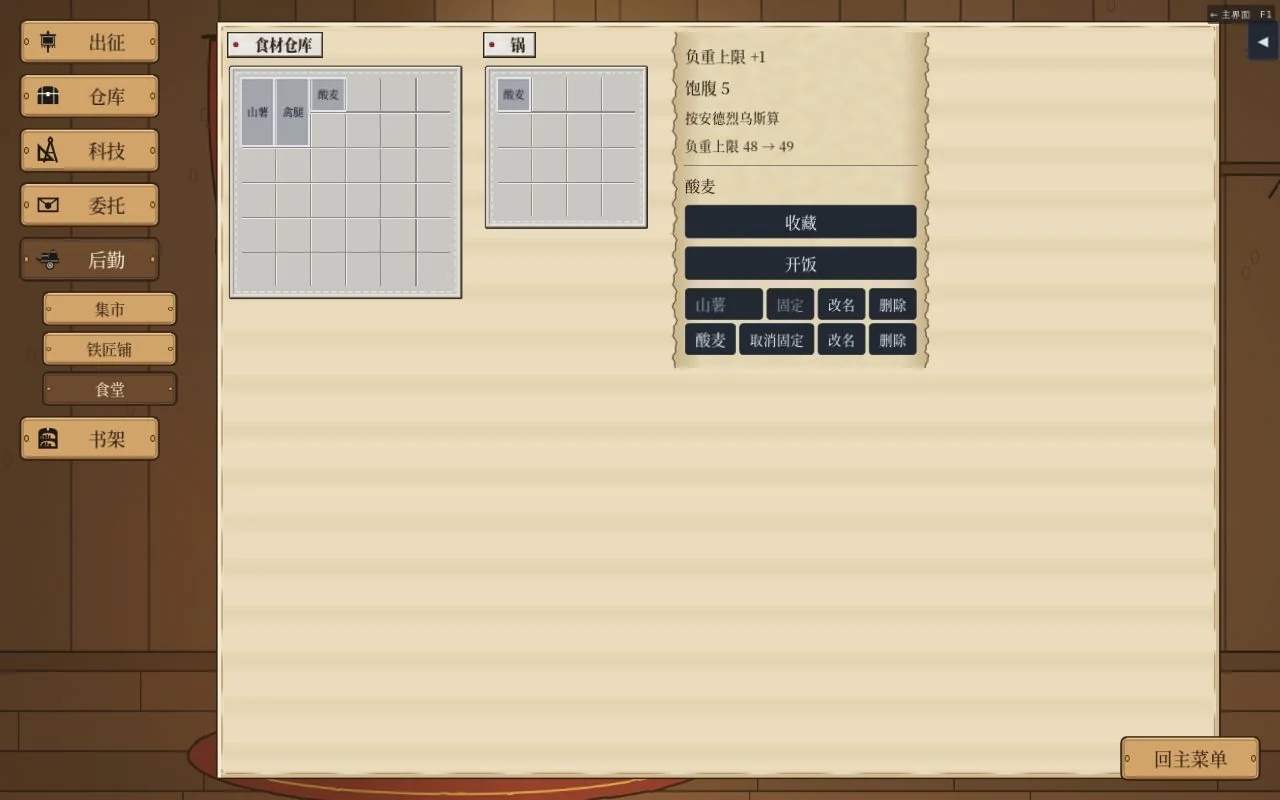 出征
仓库
科技
委托
后勤
集市
铁匠铺
食堂
书架
食材仓库
山薯
禽腿
酸麦
锅
酸麦
负重上限 +1
饱腹 5
按安德烈乌斯算
负重上限 48 → 49
酸麦
收藏
开饭
山薯 固定 改名 删除
酸麦 取消固定 改名 删除
← 主界面 F1
◀
回主菜单